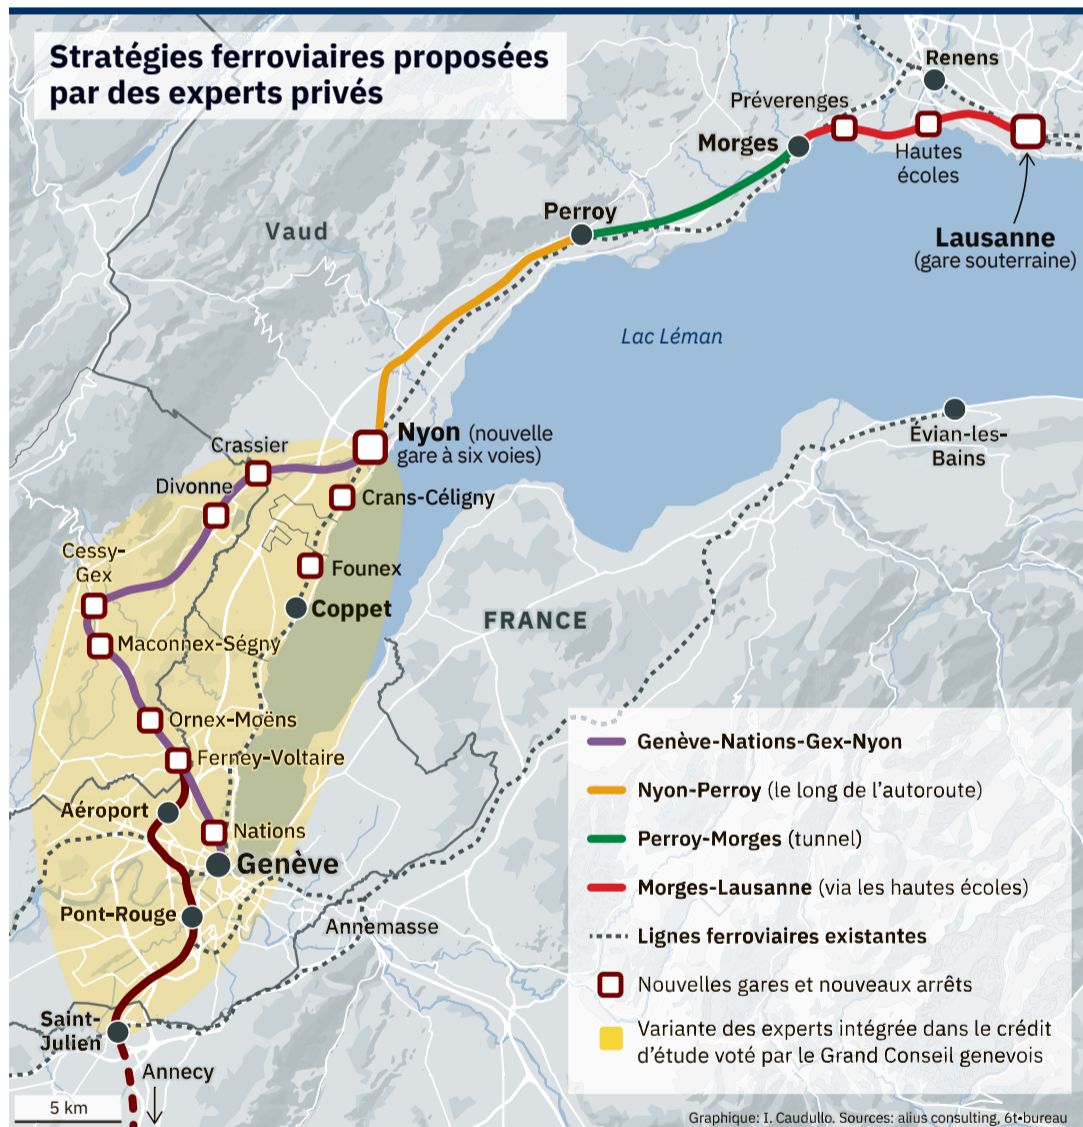 Stratégies ferroviaires proposées
par des experts privés
Renens
Préverenges
Morges
Hautes
écoles
Lausanne
(gare souterraine)
Perroy
Vaud
Lac Léman
Évian-les-
Bains
Nyon (nouvelle
gare à six voies)
Crassier
Divonne
Crans-Céligny
Cessy-
Gex
Founex
Coppet
FRANCE
Maconnex-Ségny
Ornex-Moëns
Ferney-Voltaire
Aéroport
Nations
Genève
Pont-Rouge
Annemasse
Saint-
Julien
Annecy
5 km
Genève-Nations-Gex-Nyon
Nyon-Perroy (le long de l'autoroute)
Perroy-Morges (tunnel)
Morges-Lausanne (via les hautes écoles)
Lignes ferroviaires existantes
Nouvelles gares et nouveaux arrêts
Variante des experts intégrée dans le crédit
d'étude voté par le Grand Conseil genevois
Graphique: I. Caudullo. Sources: alius consulting, 6t-bureau